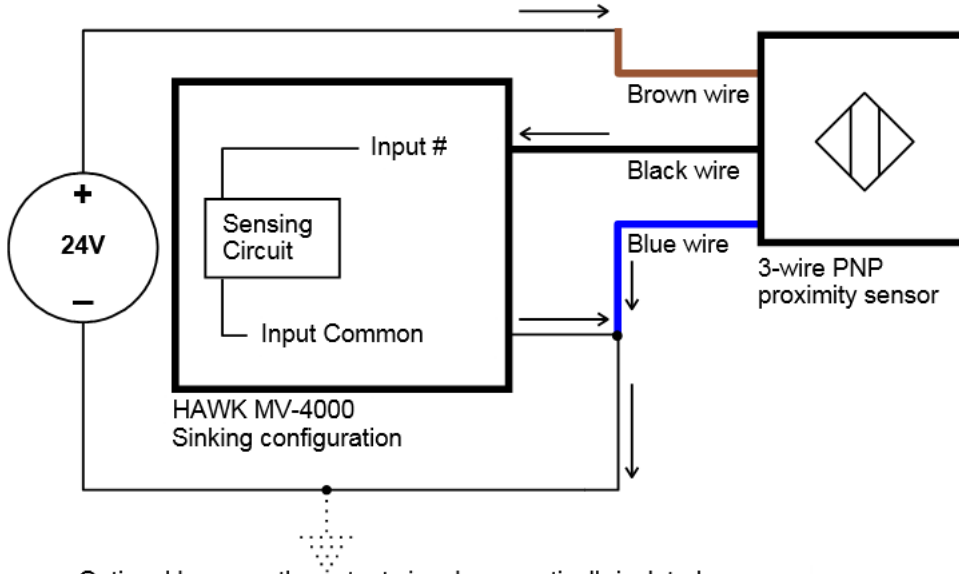 Brown wire
Input #
Black wire
+
24V
−
Sensing
Circuit
Blue wire
3-wire PNP
proximity sensor
Input Common
HAWK MV-4000
Sinking configuration